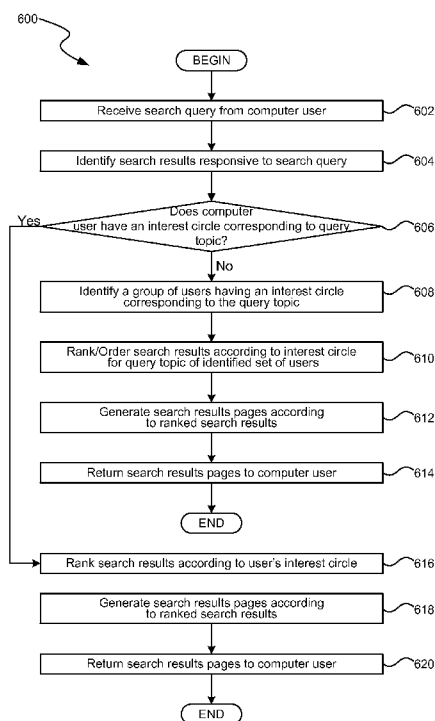 600
BEGIN
Receive search query from computer user
602
Identify search results responsive to search query
604
Does computer
user have an interest circle corresponding to query
topic?
606
Yes
No
Identify a group of users having an interest circle
corresponding to the query topic
608
Rank/Order search results according to interest circle
for query topic of identified set of users
610
Generate search results pages according
to ranked search results
612
Return search results pages to computer user
614
END
Rank search results according to user's interest circle
616
Generate search results pages according
to ranked search results
618
Return search results pages to computer user
620
END